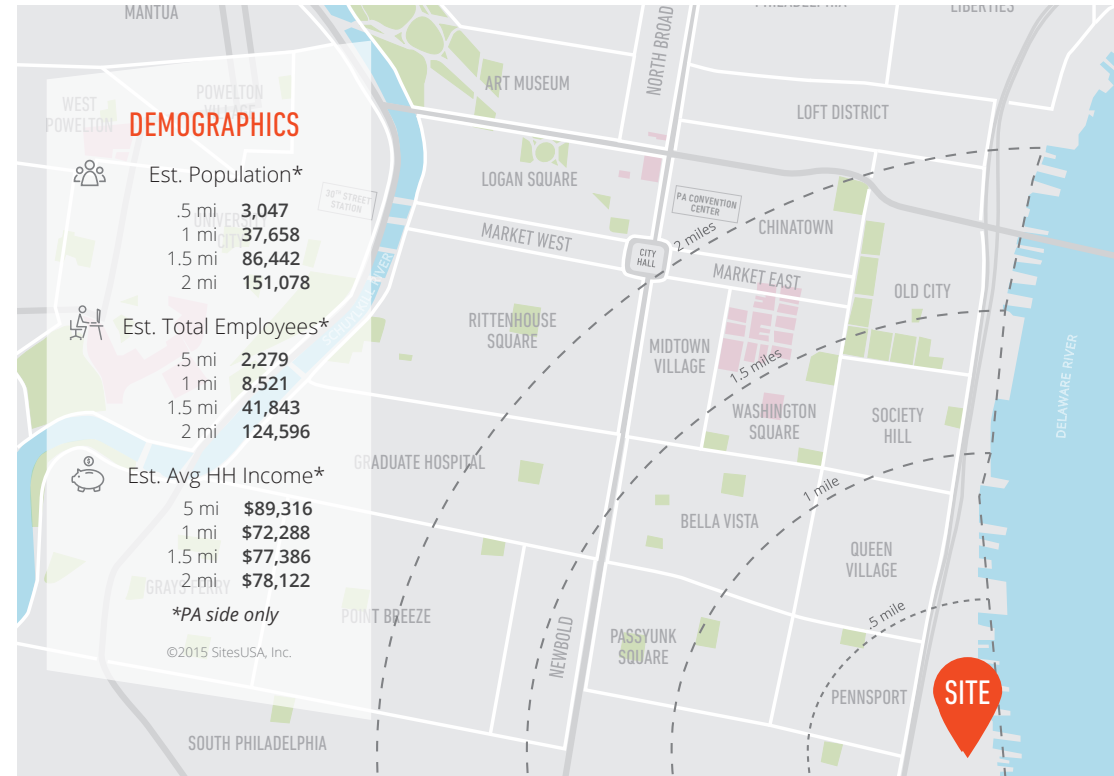 MANTUA
PHILADELPHIA
LIBERTIES
NORTH BROAD
ART MUSEUM
LOFT DISTRICT
WEST
POWELTON
POWELTON
VILLAGE
DEMOGRAPHICS
Est. Population*
.5 mi 3,047
1 mi 37,658
1.5 mi 86,442
2 mi 151,078
Est. Total Employees*
.5 mi 2,279
1 mi 8,521
1.5 mi 41,843
2 mi 124,596
Est. Avg HH Income*
5 mi $89,316
1 mi $72,288
1.5 mi $77,386
2 mi $78,122
*PA side only
©2015 SitesUSA, Inc.
30TH STREET
STATION
UNIVERSITY
CITY
SCHUYLKILL RIVER
GRAYS FERRY
LOGAN SQUARE
PA CONVENTION
CENTER
CHINATOWN
MARKET WEST
CITY
HALL
2 miles
MARKET EAST
OLD CITY
RITTENHOUSE
SQUARE
MIDTOWN
VILLAGE
1.5 miles
WASHINGTON
SQUARE
SOCIETY
HILL
DELAWARE RIVER
GRADUATE HOSPITAL
1 mile
BELLA VISTA
QUEEN
VILLAGE
POINT BREEZE
.5 mile
NEWBOLD
PASSYUNK
SQUARE
PENNSPORT
SITE
SOUTH PHILADELPHIA